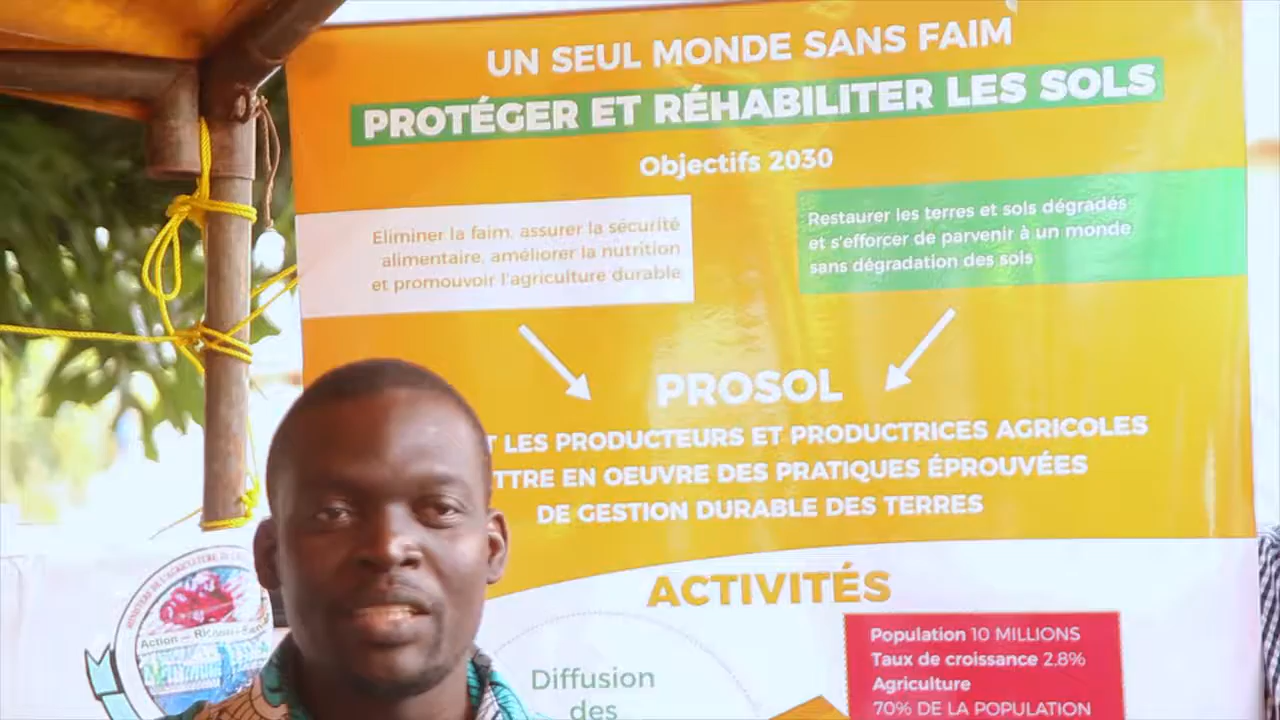 UN SEUL MONDE SANS FAIM
PROTÉGER ET RÉHABILITER LES SOLS
Objectifs 2030
Eliminer la faim, assurer la sécurité
alimentaire, améliorer la nutrition
et promouvoir l'agriculture durable
Restaurer les terres et sols dégradés
et s'efforcer de parvenir à un monde
sans dégradation des sols
PROSOL
T LES PRODUCTEURS ET PRODUCTRICES AGRICOLES
TTRE EN OEUVRE DES PRATIQUES ÉPROUVÉES
DE GESTION DURABLE DES TERRES
ACTIVITÉS
Diffusion
des
Population 10 MILLIONS
Taux de croissance 2,8%
Agriculture
70% DE LA POPULATION
Action –